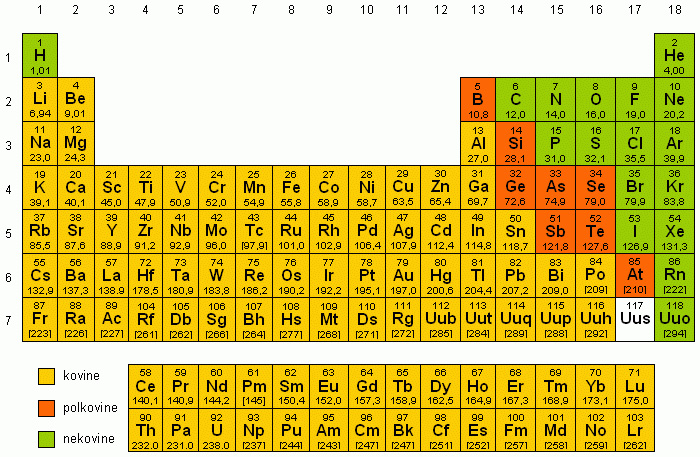 1 2 3 4 5 6 7 8 9 10 11 12 13 14 15 16 17 18
1 2
1 H He
1,01 4,00
3 4 5 6 7 8 9 10
2 Li Be B C N O F Ne
6,94 9,01 10,8 12,0 14,0 16,0 19,0 20,2
11 12 13 14 15 16 17 18
3 Na Mg Al Si P S Cl Ar
23,0 24,3 27,0 28,1 31,0 32,1 35,5 39,9
19 20 21 22 23 24 25 26 27 28 29 30 31 32 33 34 35 36
4 K Ca Sc Ti V Cr Mn Fe Co Ni Cu Zn Ga Ge As Se Br Kr
39,1 40,1 45,0 47,9 50,9 52,0 54,9 55,8 58,9 58,7 63,5 65,4 69,7 72,6 74,9 79,0 79,9 83,8
37 38 39 40 41 42 43 44 45 46 47 48 49 50 51 52 53 54
5 Rb Sr Y Zr Nb Mo Tc Ru Rh Pd Ag Cd In Sn Sb Te I Xe
85,5 87,6 88,9 91,2 92,9 96,0 [97,9] 101,0 102,9 106,4 107,9 112,4 114,8 118,7 121,8 127,6 126,9 131,3
55 56 57 72 73 74 75 76 77 78 79 80 81 82 83 84 85 86
6 Cs Ba La Hf Ta W Re Os Ir Pt Au Hg Tl Pb Bi Po At Rn
132,9 137,3 138,9 178,5 180,9 183,8 186,2 190,2 192,2 195,1 197,0 200,6 204,4 207,2 209,0 [209] [210] [222]
87 88 89 104 105 106 107 108 109 110 111 112 113 114 115 116 117 118
7 Fr Ra Ac Rf Db Sg Bh Hs Mt Ds Rg Uub Uut Uuq Uup Uuh Uus Uuo
[223] [226] [227] [261] [262] [266] [264] [277] [268] [271] [272] [285] [284] [289] [288] [292] [294]
58 59 60 61 62 63 64 65 66 67 68 69 70 71
kovine Ce Pr Nd Pm Sm Eu Gd Tb Dy Ho Er Tm Yb Lu
140,1 140,9 144,2 [145] 150,4 152,0 157,3 158,9 162,5 164,9 167,3 168,9 173,1 175,0
90 91 92 93 94 95 96 97 98 99 100 101 102 103
polkovine
nekovine Th Pa U Np Pu Am Cm Bk Cf Es Fm Md No Lr
232.0 231.0 238.0 [237] [244] [243] [247] [247] [251] [252] [257] [258] [259] [262]